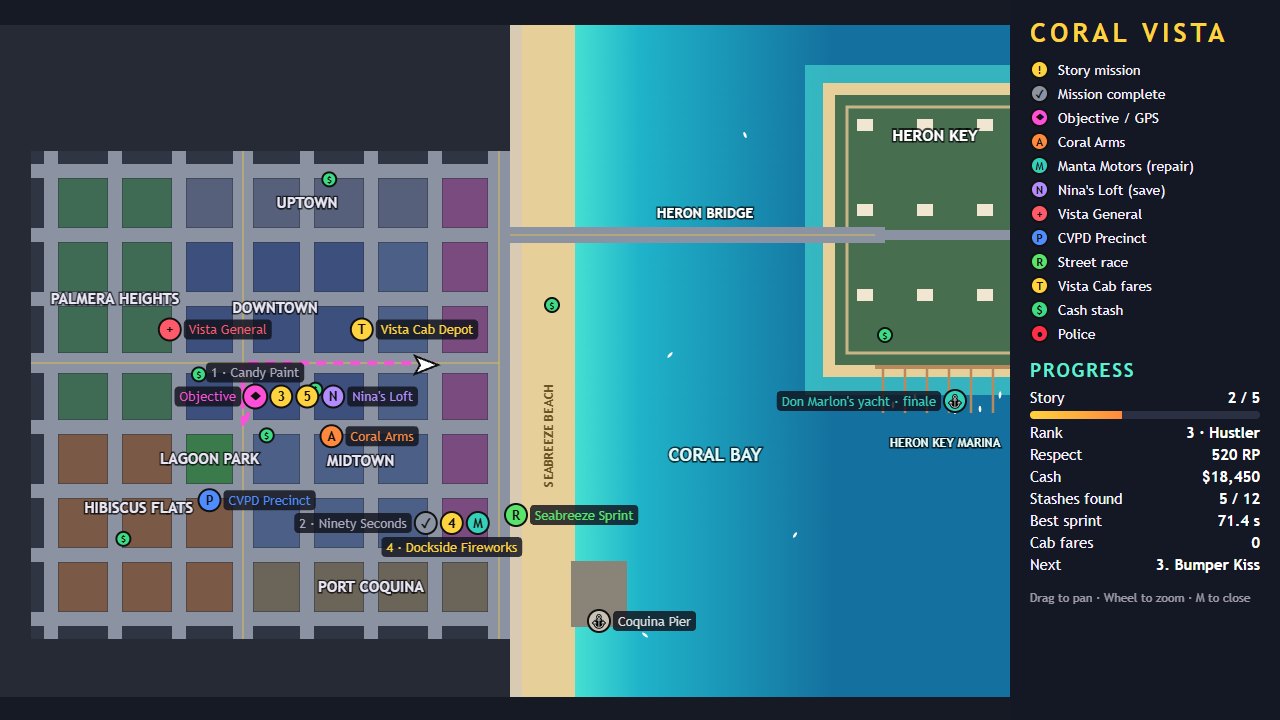 UPTOWN
PALMERA HEIGHTS
DOWNTOWN
+ Vista General
T Vista Cab Depot
1 · Candy Paint
Objective 3 5 N Nina's Loft
A Coral Arms
LAGOON PARK
MIDTOWN
HIBISCUS FLATS
P CVPD Precinct
2 · Ninety Seconds ✓ 4 M
R Seabreeze Sprint
4 · Dockside Fireworks
PORT COQUINA
Coquina Pier
SEABREEZE BEACH
HERON BRIDGE
HERON KEY
Don Marlon's yacht · finale
HERON KEY MARINA
CORAL BAY
$
$
$
$
$
$
$
CORAL VISTA
! Story mission
✓ Mission complete
Objective / GPS
A Coral Arms
M Manta Motors (repair)
N Nina's Loft (save)
+ Vista General
P CVPD Precinct
R Street race
T Vista Cab fares
$ Cash stash
Police
PROGRESS
Story 2 / 5
Rank 3 · Hustler
Respect 520 RP
Cash $18,450
Stashes found 5 / 12
Best sprint 71.4 s
Cab fares 0
Next 3. Bumper Kiss
Drag to pan · Wheel to zoom · M to close